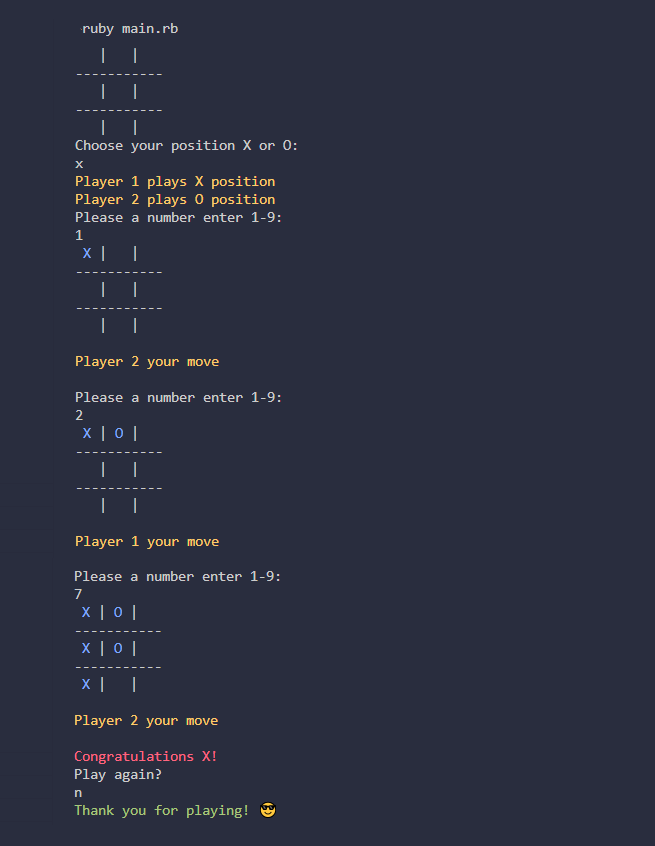 ruby main.rb
   |   |
-----------
   |   |
-----------
   |   |
Choose your position X or O:
x
Player 1 plays X position
Player 2 plays O position
Please a number enter 1-9:
1
 X |   |
-----------
   |   |
-----------
   |   |
Player 2 your move
Please a number enter 1-9:
2
 X | O |
-----------
   |   |
-----------
   |   |
Player 1 your move
Please a number enter 1-9:
7
 X | O |
-----------
 X | O |
-----------
 X |   |
Player 2 your move
Congratulations X!
Play again?
n
Thank you for playing! 😎